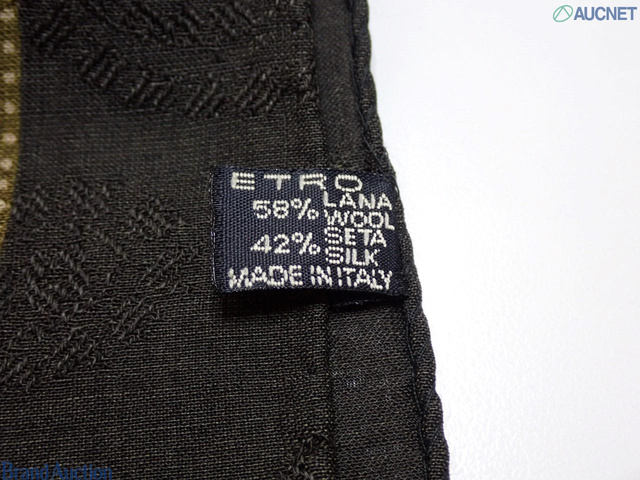 AUCNET
ETRO
58% LANA
WOOL
42% SETA
SILK
MADE IN ITALY
Brand Auction